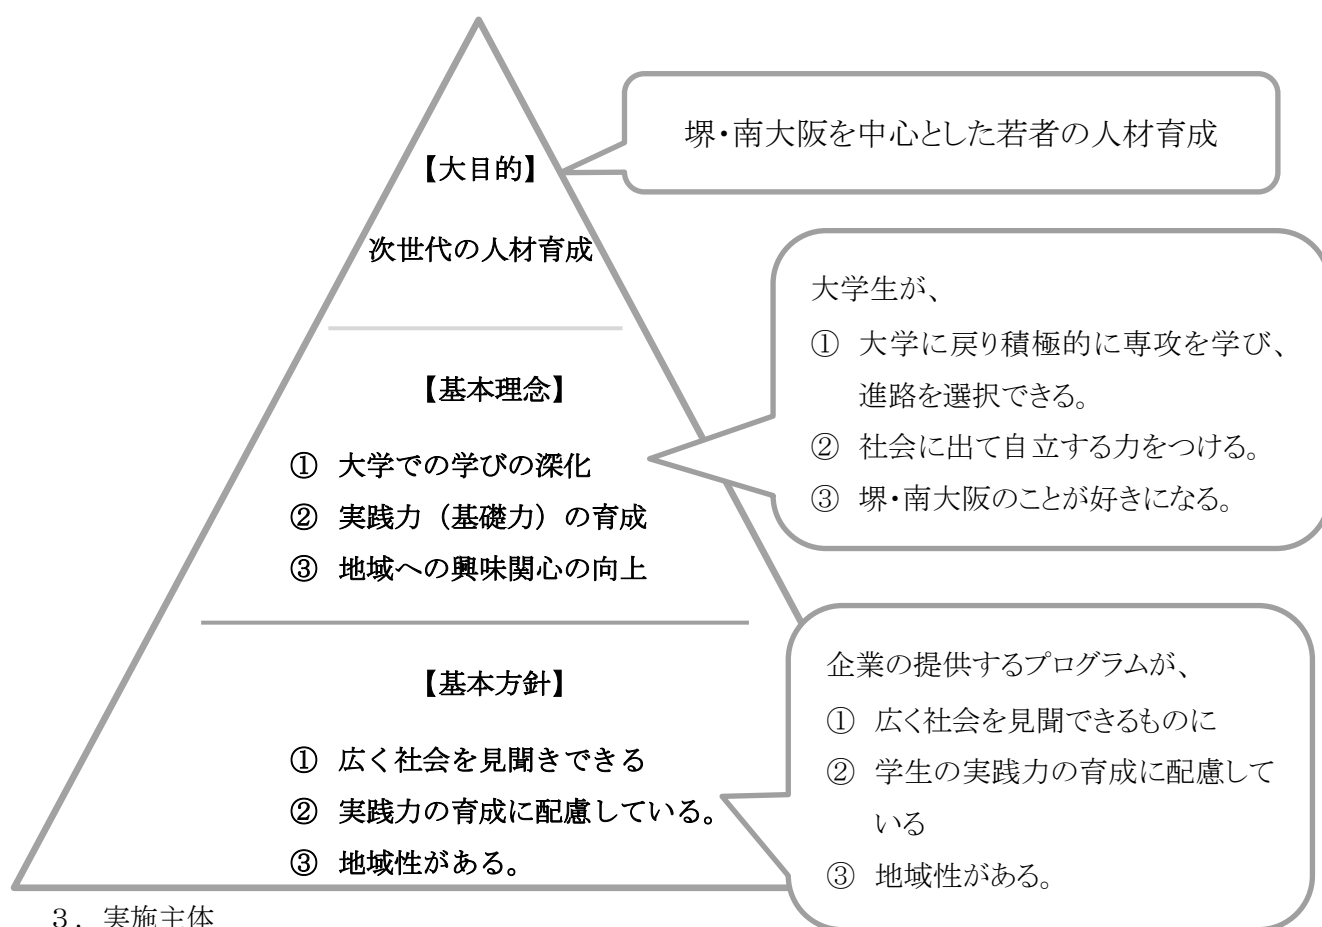 【大目的】
次世代の人材育成
堺・南大阪を中心とした若者の人材育成
【基本理念】
① 大学での学びの深化
② 実践力（基礎力）の育成
③ 地域への興味関心の向上
大学生が、
① 大学に戻り積極的に専攻を学び、
進路を選択できる。
② 社会に出て自立する力をつける。
③ 堺・南大阪のことが好きになる。
【基本方針】
① 広く社会を見聞きできる
② 実践力の育成に配慮している。
③ 地域性がある。
企業の提供するプログラムが、
① 広く社会を見聞できるものに
② 学生の実践力の育成に配慮して
いる
③ 地域性がある。
３．実施主体